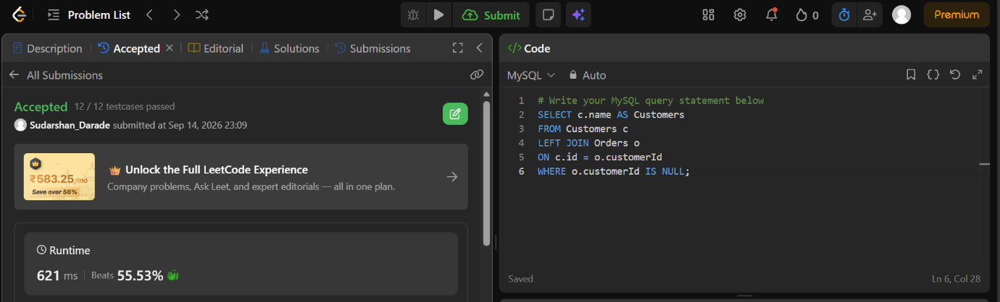 Problem List
Submit
0
Premium
Description
Accepted
Editorial
Solutions
Submissions
All Submissions
Accepted 12 / 12 testcases passed
Sudarshan_Darade submitted at Sep 14, 2026 23:09
₹583.25/mo
Save over 56%
Unlock the Full LeetCode Experience
Company problems, Ask Leet, and expert editorials — all in one plan.
Runtime
621 ms Beats 55.53%
</> Code
MySQL Auto
1 # Write your MySQL query statement below
2 SELECT c.name AS Customers
3 FROM Customers c
4 LEFT JOIN Orders o
5 ON c.id = o.customerId
6 WHERE o.customerId IS NULL;
Saved
Ln 6, Col 28